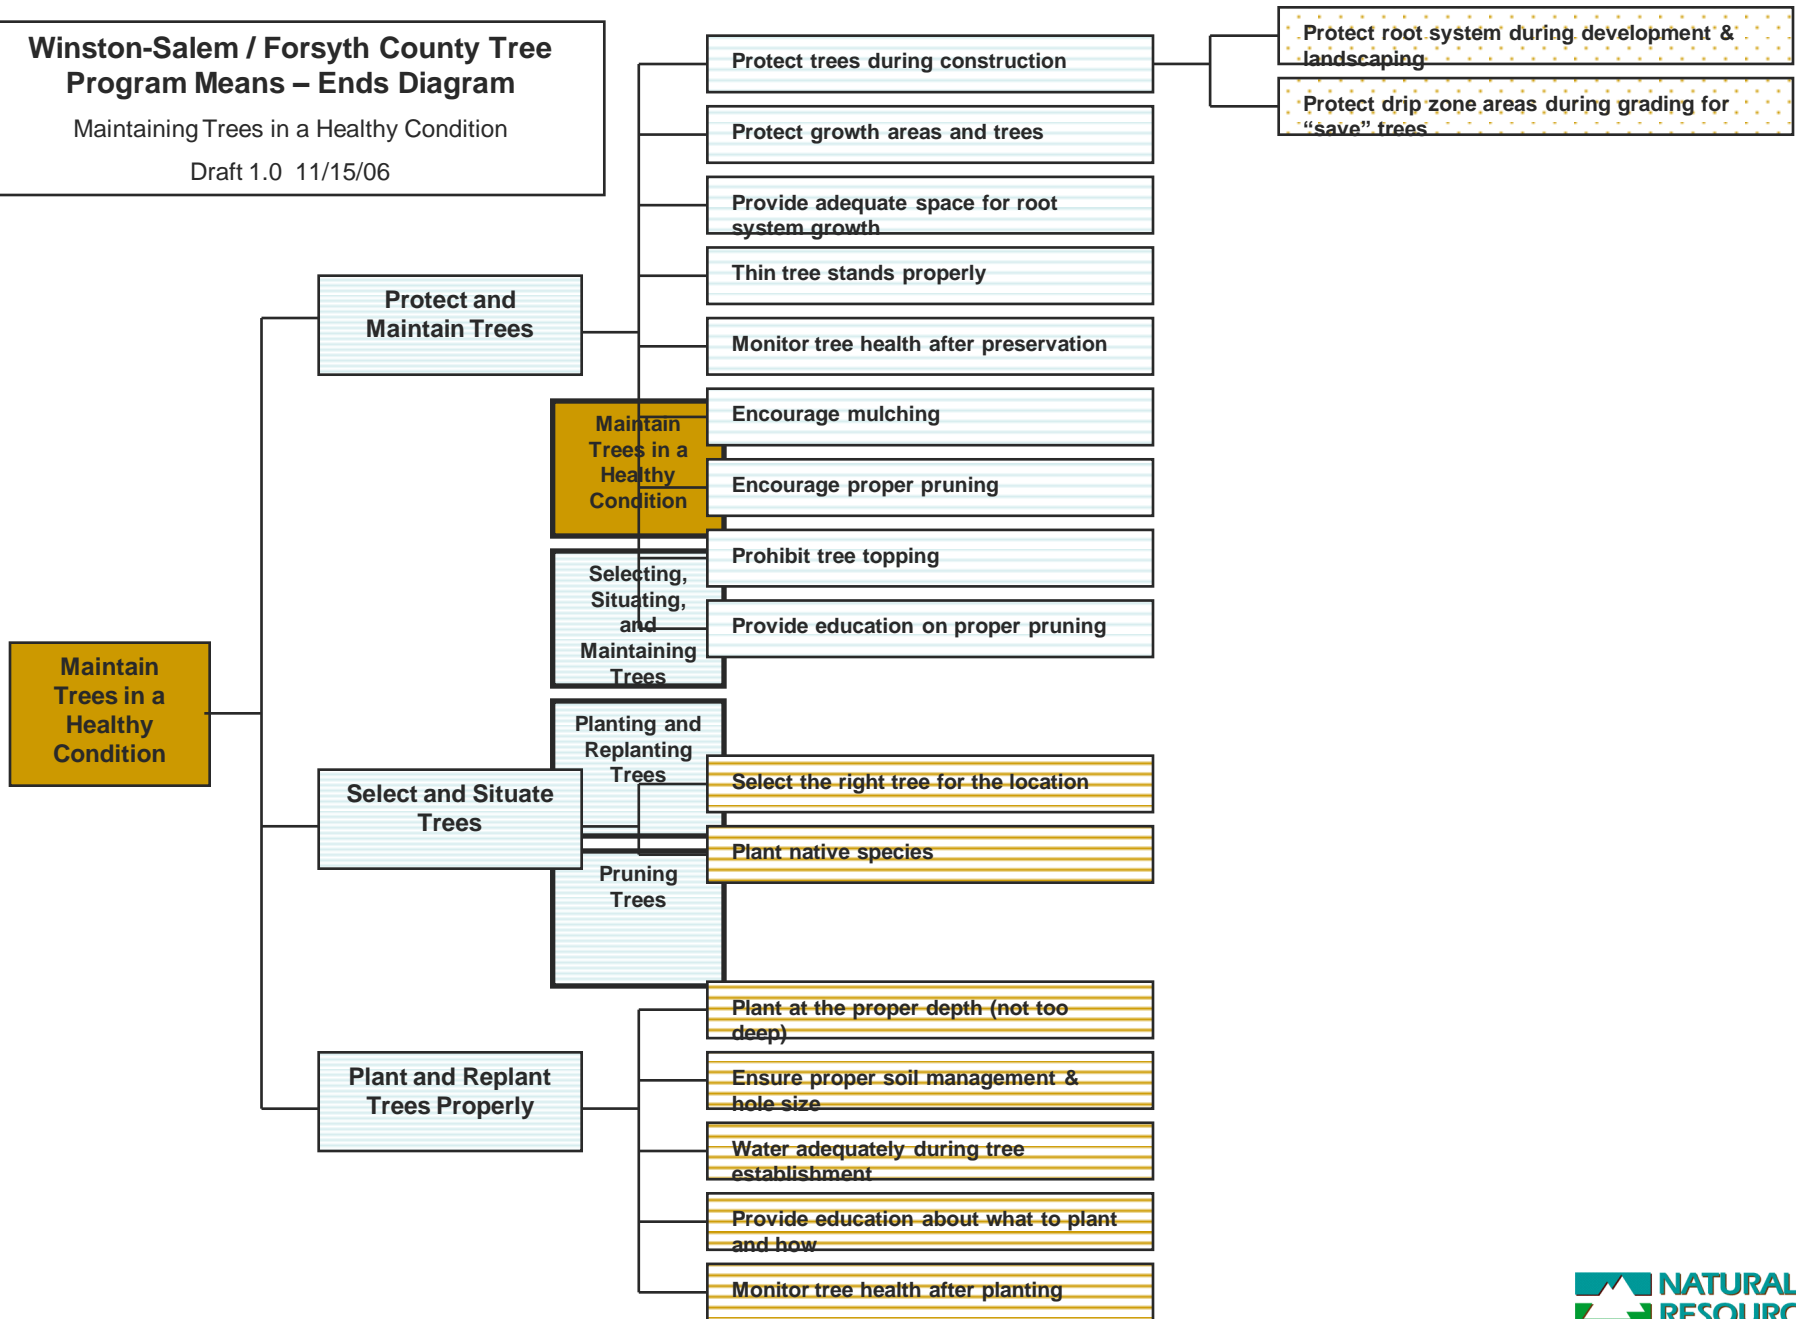 Winston-Salem / Forsyth County Tree
Program Means – Ends Diagram
Maintaining Trees in a Healthy Condition
Draft 1.0 11/15/06
Protect root system during development &
landscaping
Protect drip zone areas during grading for
“save” trees
Protect trees during construction
Protect growth areas and trees
Provide adequate space for root
system growth
Thin tree stands properly
Monitor tree health after preservation
Encourage mulching
Encourage proper pruning
Prohibit tree topping
Provide education on proper pruning
Protect and
Maintain Trees
Maintain
Trees in a
Healthy
Condition
Selecting,
Situating,
and
Maintaining
Trees
Planting and
Replanting
Trees
Pruning
Trees
Maintain
Trees in a
Healthy
Condition
Select and Situate
Trees
Select the right tree for the location
Plant native species
Plant and Replant
Trees Properly
Plant at the proper depth (not too
deep)
Ensure proper soil management &
hole size
Water adequately during tree
establishment
Provide education about what to plant
and how
Monitor tree health after planting
NATURAL
RESOURC